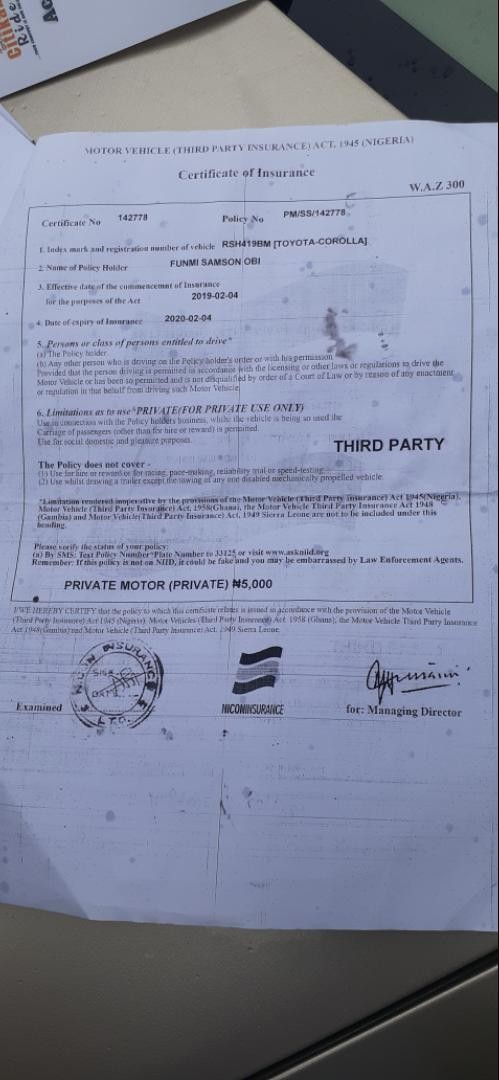 Ride
Ac
MOTOR VEHICLE (THIRD PARTY INSURANCE) ACT, 1945 (NIGERIA)
Certificate of Insurance
W.A.Z 300
Certificate No 142778 Policy No PM/SS/142778
1. Index mark and registration number of vehicle RSH419BM [TOYOTA-COROLLA]
2. Name of Policy Holder FUNMI SAMSON OBI
3. Effective date of the commencement of Insurance
for the purposes of the Act 2019-02-04
4. Date of expiry of Insurance 2020-02-04
5. Persons or class of persons entitled to drive*
(a) The Policy holder
(b) Any other person who is driving on the Policy holder's order or with his permission
Provided that the person driving is permitted in accordance with the licensing or other laws or regulations to drive the
Motor Vehicle or has been so permitted and is not disqualified by order of a Court of Law or by reason of any enactment
or regulation in that behalf from driving such Motor Vehicle
6. Limitations as to use*PRIVATE(FOR PRIVATE USE ONLY)
Use in connection with the Policy holders business, whilst the vehicle is being so used the
Carriage of passengers (other than for hire or reward) is permitted.
Use for social domestic and pleasure purposes.
THIRD PARTY
The Policy does not cover -
(1) Use for hire or reward or for racing, pace-making, reliability trial or speed-testing
(2) Use whilst drawing a trailer except the towing of any one disabled mechanically propelled vehicle
*Limitation rendered inoperative by the provisions of the Motor Vehicle (Third Party Insurance) Act 1945(Nigeria),
Motor Vehicle (Third Party Insurance) Act, 1958(Ghana), the Motor Vehicle Third Party Insurance Act 1948
(Gambia) and Motor Vehicle(Third Party Insurance) Act, 1949 Sierra Leone are not to be included under this
heading.
Please verify the status of your policy:
(a) By SMS: Text Policy Number*Plate Number to 33125 or visit www.askniid.org
Remember: If this policy is not on NIID, it could be fake and you may be embarrassed by Law Enforcement Agents.
PRIVATE MOTOR (PRIVATE) ₦5,000
I/WE HEREBY CERTIFY that the policy to which this certificate relates is issued in accordance with the provision of the Motor Vehicle
(Third Party Insurance) Act 1945 (Nigeria). Motor Vehicles (Third Party Insurance) Act. 1958 (Ghana), the Motor Vehicle Third Party Insurance
Act 1948(Gambia)and Motor Vehicle (Third Party Insurance) Act, 1949 Sierra Leone.
NICON INSURANCE
LTD.
Examined
NICONINSURANCE
for: Managing Director